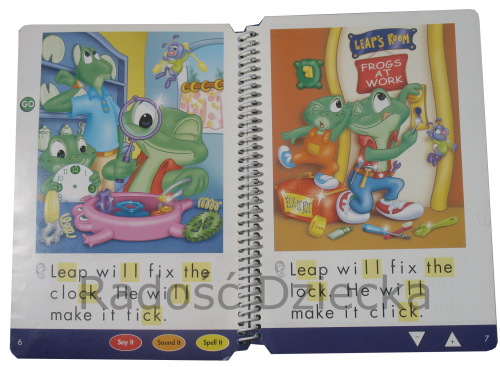 GO
Leap will fix the
clock. He will
make it tick.
6
Say it Sound it Spell it
LEAP'S ROOM
FROGS
AT
WORK
Leap will fix the
lock. He will
make it click.
7
Radość Dziecka